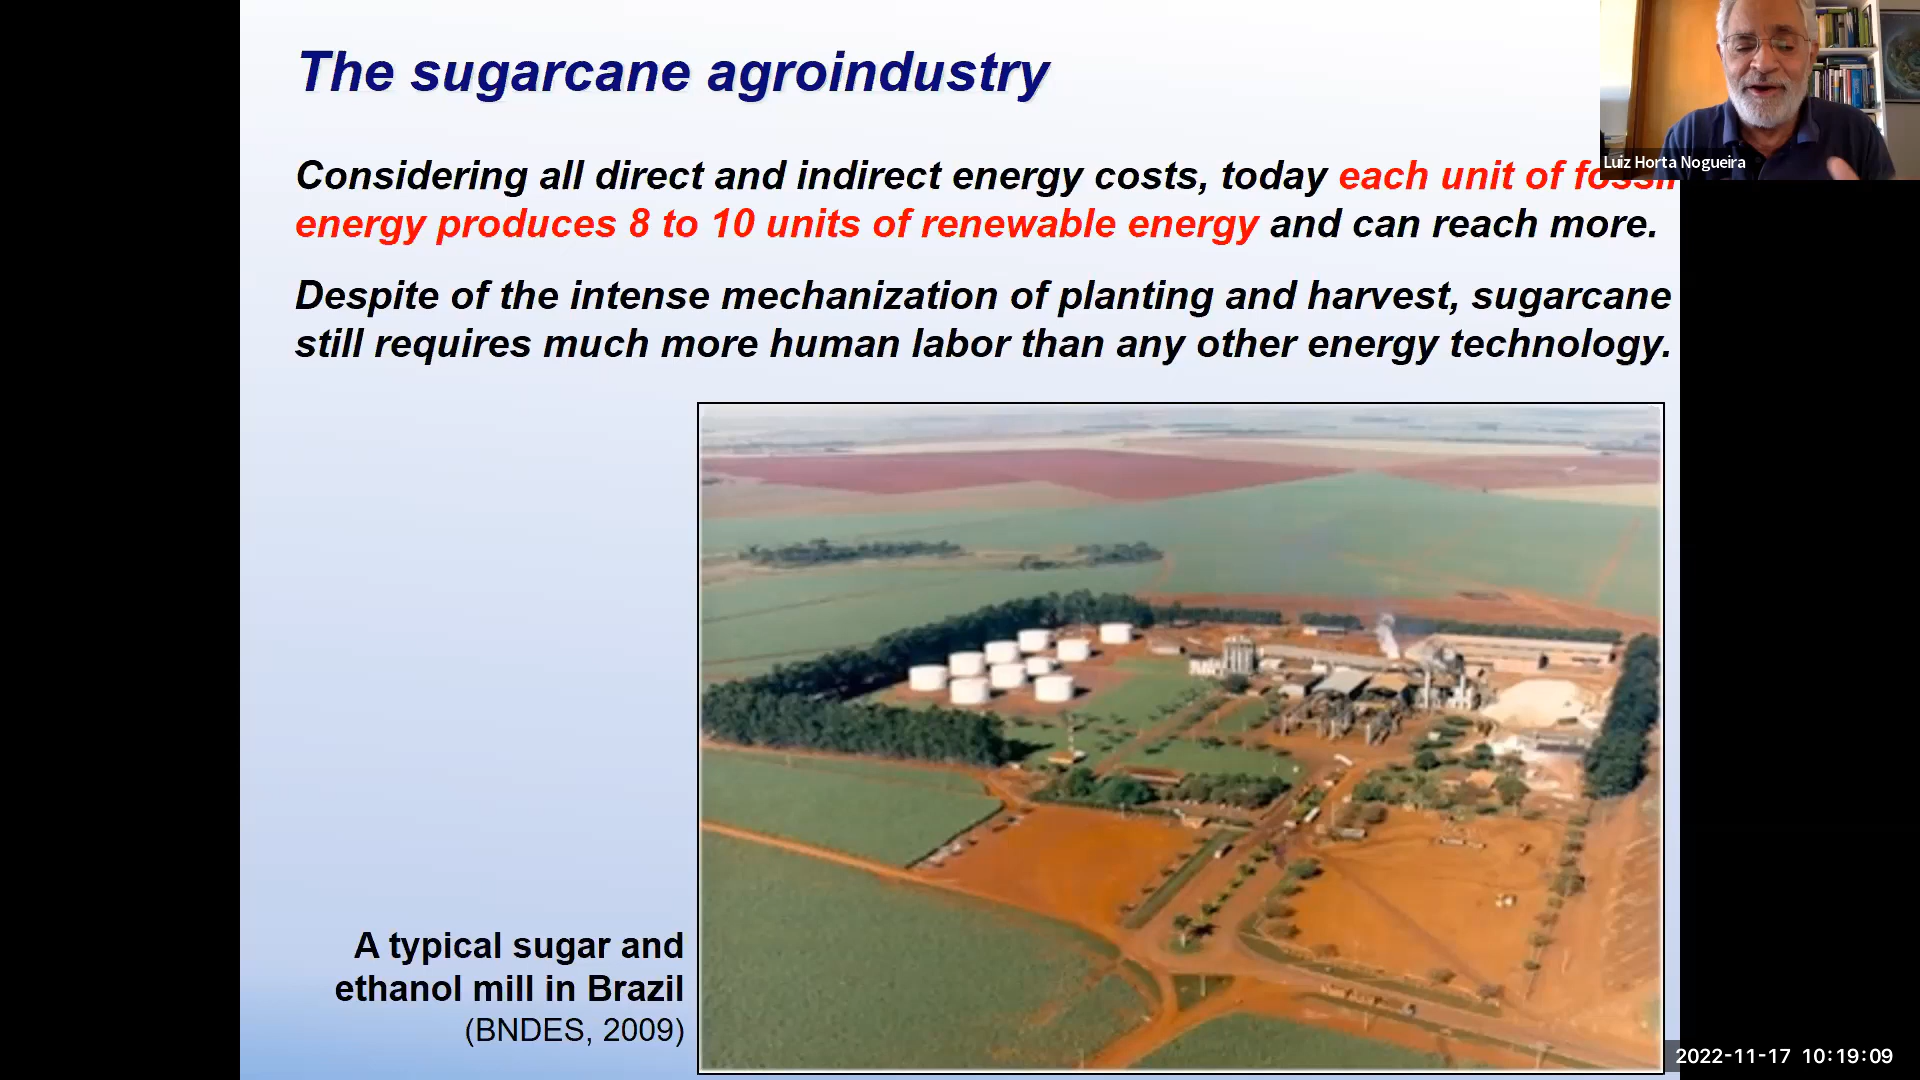 The sugarcane agroindustry
Considering all direct and indirect energy costs, today each unit of fossil
energy produces 8 to 10 units of renewable energy and can reach more.
Despite of the intense mechanization of planting and harvest, sugarcane
still requires much more human labor than any other energy technology.
A typical sugar and
ethanol mill in Brazil
(BNDES, 2009)
Luiz Horta Nogueira
2022-11-17 10:19:09